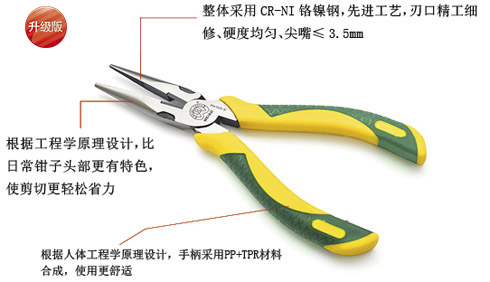 升级版
整体采用 CR-NI 铬镍钢，先进工艺，刃口精工细
修、硬度均匀、尖嘴≤ 3.5mm
根据工程学原理设计，比
日常钳子头部更有特色，
使剪切更轻松省力
根据人体工程学原理设计，手柄采用PP+TPR材料
合成，使用更舒适